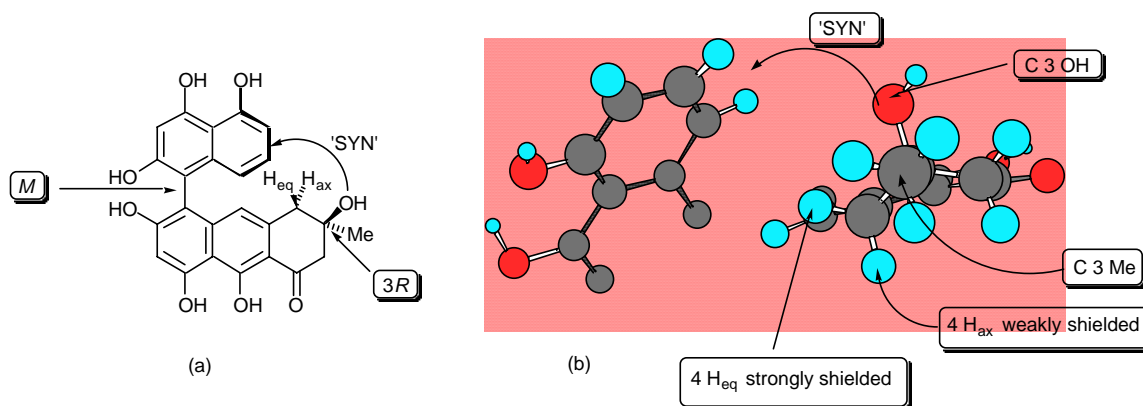 OH
OH
HO
'SYN'
M
H eq
H ax
OH
HO
Me
3R
OH
OH
O
(a)
'SYN'
C 3 OH
C 3 Me
4 H ax weakly shielded
(b)
4 H eq strongly shielded